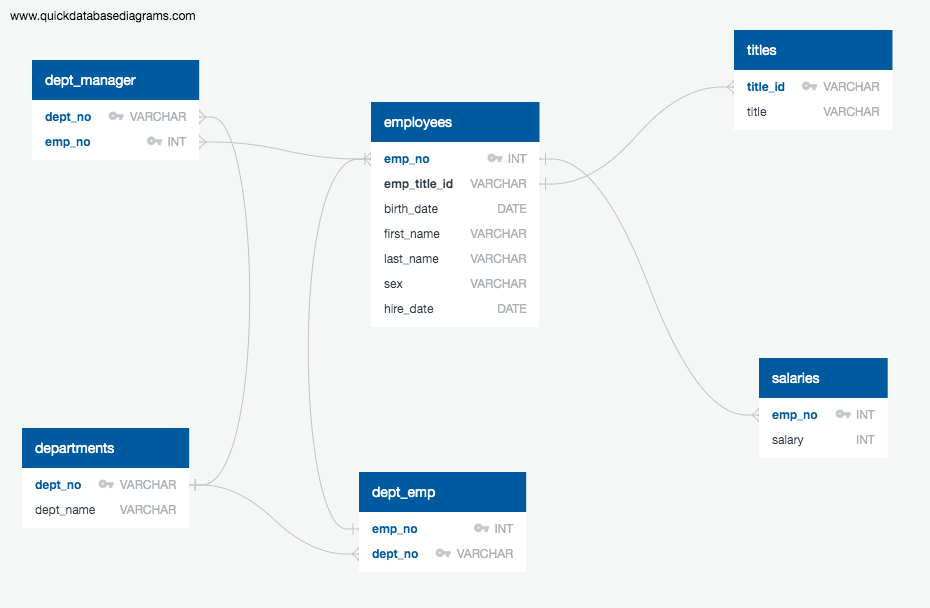 www.quickdatabasediagrams.com
dept_manager
dept_no VARCHAR
emp_no INT
employees
emp_no INT
emp_title_id VARCHAR
birth_date DATE
first_name VARCHAR
last_name VARCHAR
sex VARCHAR
hire_date DATE
titles
title_id VARCHAR
title VARCHAR
salaries
emp_no INT
salary INT
departments
dept_no VARCHAR
dept_name VARCHAR
dept_emp
emp_no INT
dept_no VARCHAR